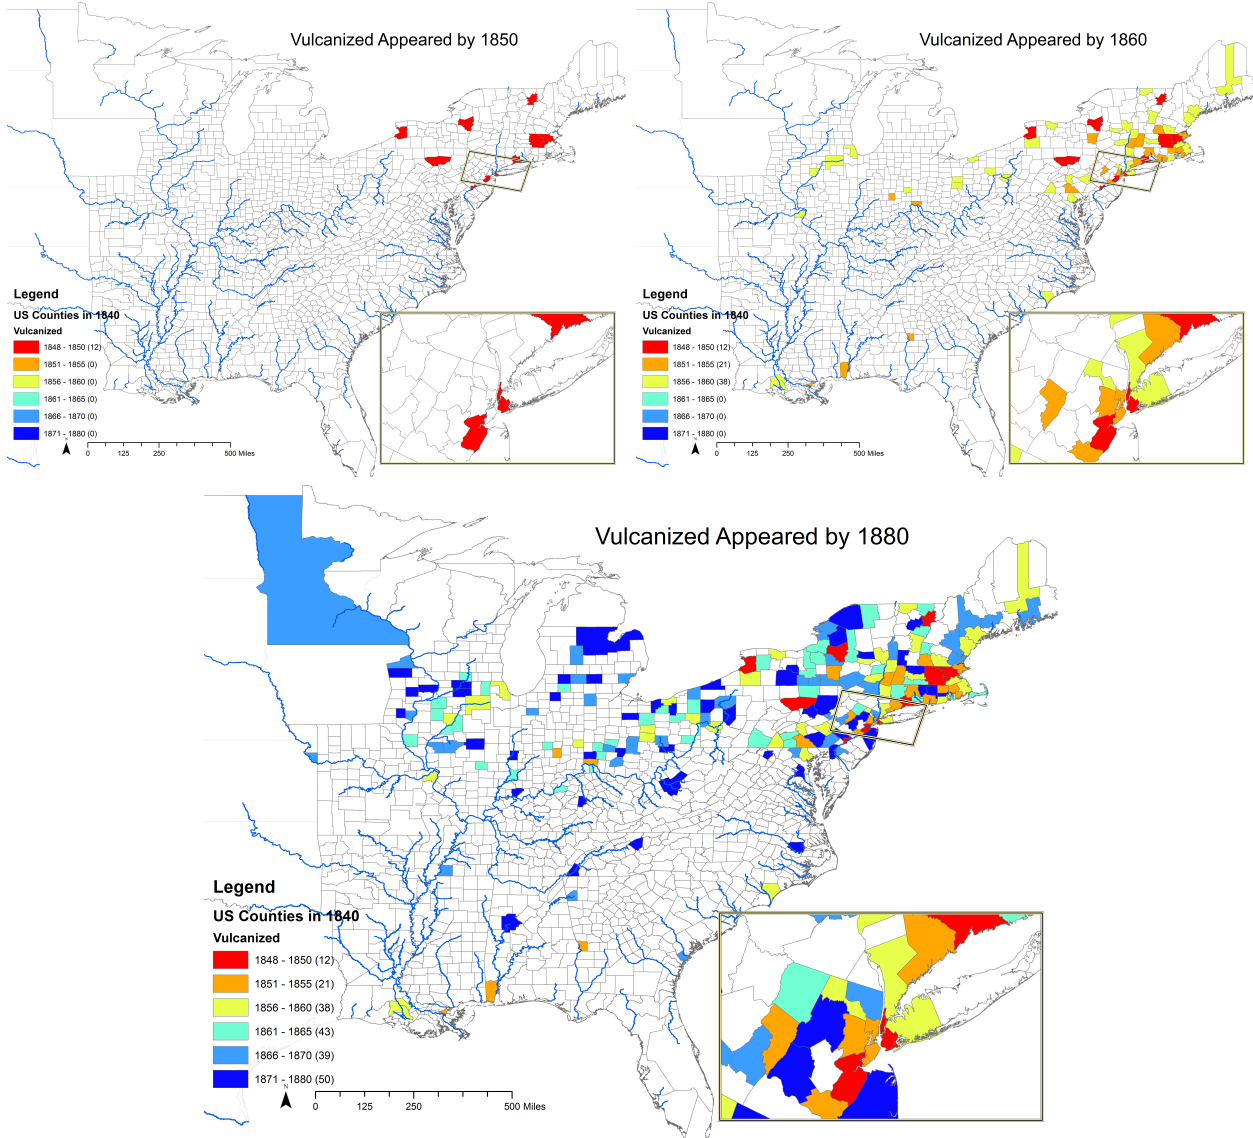 Vulcanized Appeared by 1850
Legend
US Counties in 1840
Vulcanized
1848 - 1850 (12)
1851 - 1855 (0)
1856 - 1860 (0)
1861 - 1865 (0)
1866 - 1870 (0)
1871 - 1880 (0)
N
0 125 250 500 Miles
Vulcanized Appeared by 1860
Legend
US Counties in 1840
Vulcanized
1848 - 1850 (12)
1851 - 1855 (21)
1856 - 1860 (38)
1861 - 1865 (0)
1866 - 1870 (0)
1871 - 1880 (0)
N
0 125 250 500 Miles
Vulcanized Appeared by 1880
Legend
US Counties in 1840
Vulcanized
1848 - 1850 (12)
1851 - 1855 (21)
1856 - 1860 (38)
1861 - 1865 (43)
1866 - 1870 (39)
1871 - 1880 (50)
N
0 125 250 500 Miles